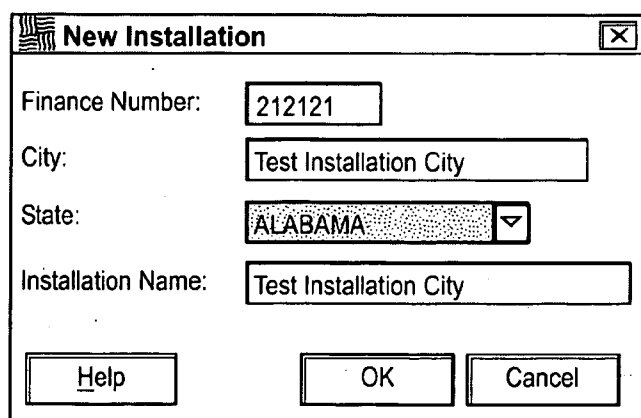 New Installation
Finance Number: 212121
City: Test Installation City
State: ALABAMA
Installation Name: Test Installation City
Help OK Cancel